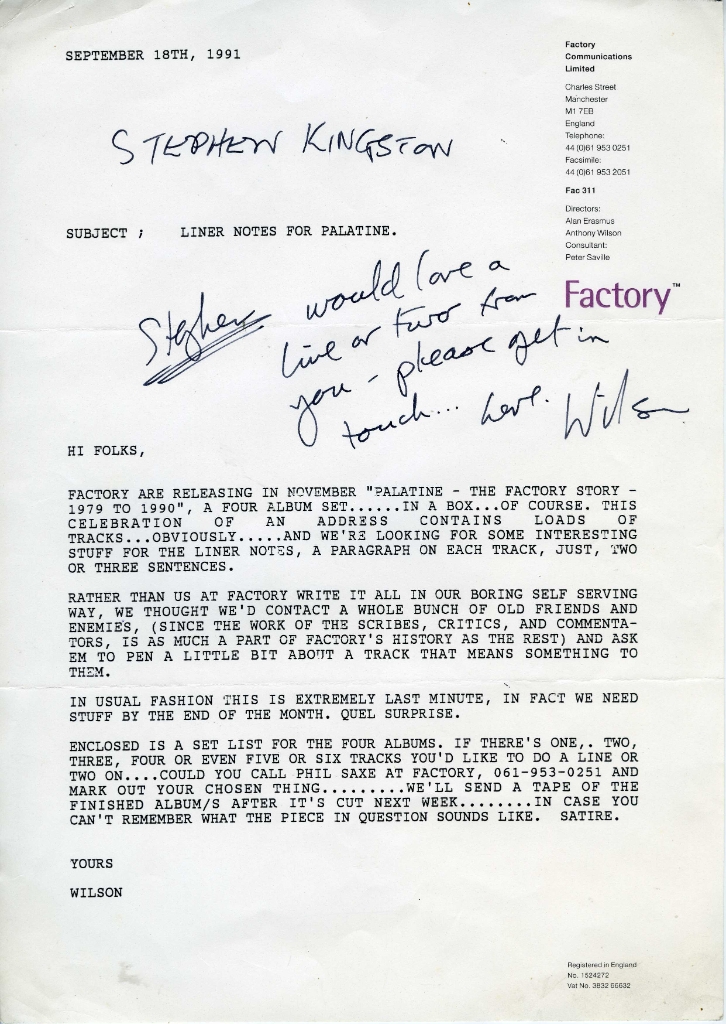 SEPTEMBER 18TH, 1991
Factory
Communications
Limited
Charles Street
Manchester
M1 7EB
England
Telephone:
44 (0)61 953 0251
Facsimile:
44 (0)61 953 2051
Fac 311
Directors:
Alan Erasmus
Anthony Wilson
Consultant:
Peter Saville
Factory™
STEPHEN KINGSTON
SUBJECT ; LINER NOTES FOR PALATINE.
Stephen would love a
line or two from
you - please get in
touch... Wilson
HI FOLKS,
FACTORY ARE RELEASING IN NOVEMBER "PALATINE - THE FACTORY STORY -
1979 TO 1990", A FOUR ALBUM SET......IN A BOX...OF COURSE. THIS
CELEBRATION OF AN ADDRESS CONTAINS LOADS OF
TRACKS...OBVIOUSLY.....AND WE'RE LOOKING FOR SOME INTERESTING
STUFF FOR THE LINER NOTES, A PARAGRAPH ON EACH TRACK, JUST, TWO
OR THREE SENTENCES.
RATHER THAN US AT FACTORY WRITE IT ALL IN OUR BORING SELF SERVING
WAY, WE THOUGHT WE'D CONTACT A WHOLE BUNCH OF OLD FRIENDS AND
ENEMIES, (SINCE THE WORK OF THE SCRIBES, CRITICS, AND COMMENTA-
TORS, IS AS MUCH A PART OF FACTORY'S HISTORY AS THE REST) AND ASK
EM TO PEN A LITTLE BIT ABOUT A TRACK THAT MEANS SOMETHING TO
THEM.
IN USUAL FASHION THIS IS EXTREMELY LAST MINUTE, IN FACT WE NEED
STUFF BY THE END OF THE MONTH. QUEL SURPRISE.
ENCLOSED IS A SET LIST FOR THE FOUR ALBUMS. IF THERE'S ONE,. TWO,
THREE, FOUR OR EVEN FIVE OR SIX TRACKS YOU'D LIKE TO DO A LINE OR
TWO ON....COULD YOU CALL PHIL SAXE AT FACTORY, 061-953-0251 AND
MARK OUT YOUR CHOSEN THING.........WE'LL SEND A TAPE OF THE
FINISHED ALBUM/S AFTER IT'S CUT NEXT WEEK........IN CASE YOU
CAN'T REMEMBER WHAT THE PIECE IN QUESTION SOUNDS LIKE. SATIRE.
YOURS
WILSON
Registered in England
No. 1524272
Vat No. 3832 56632